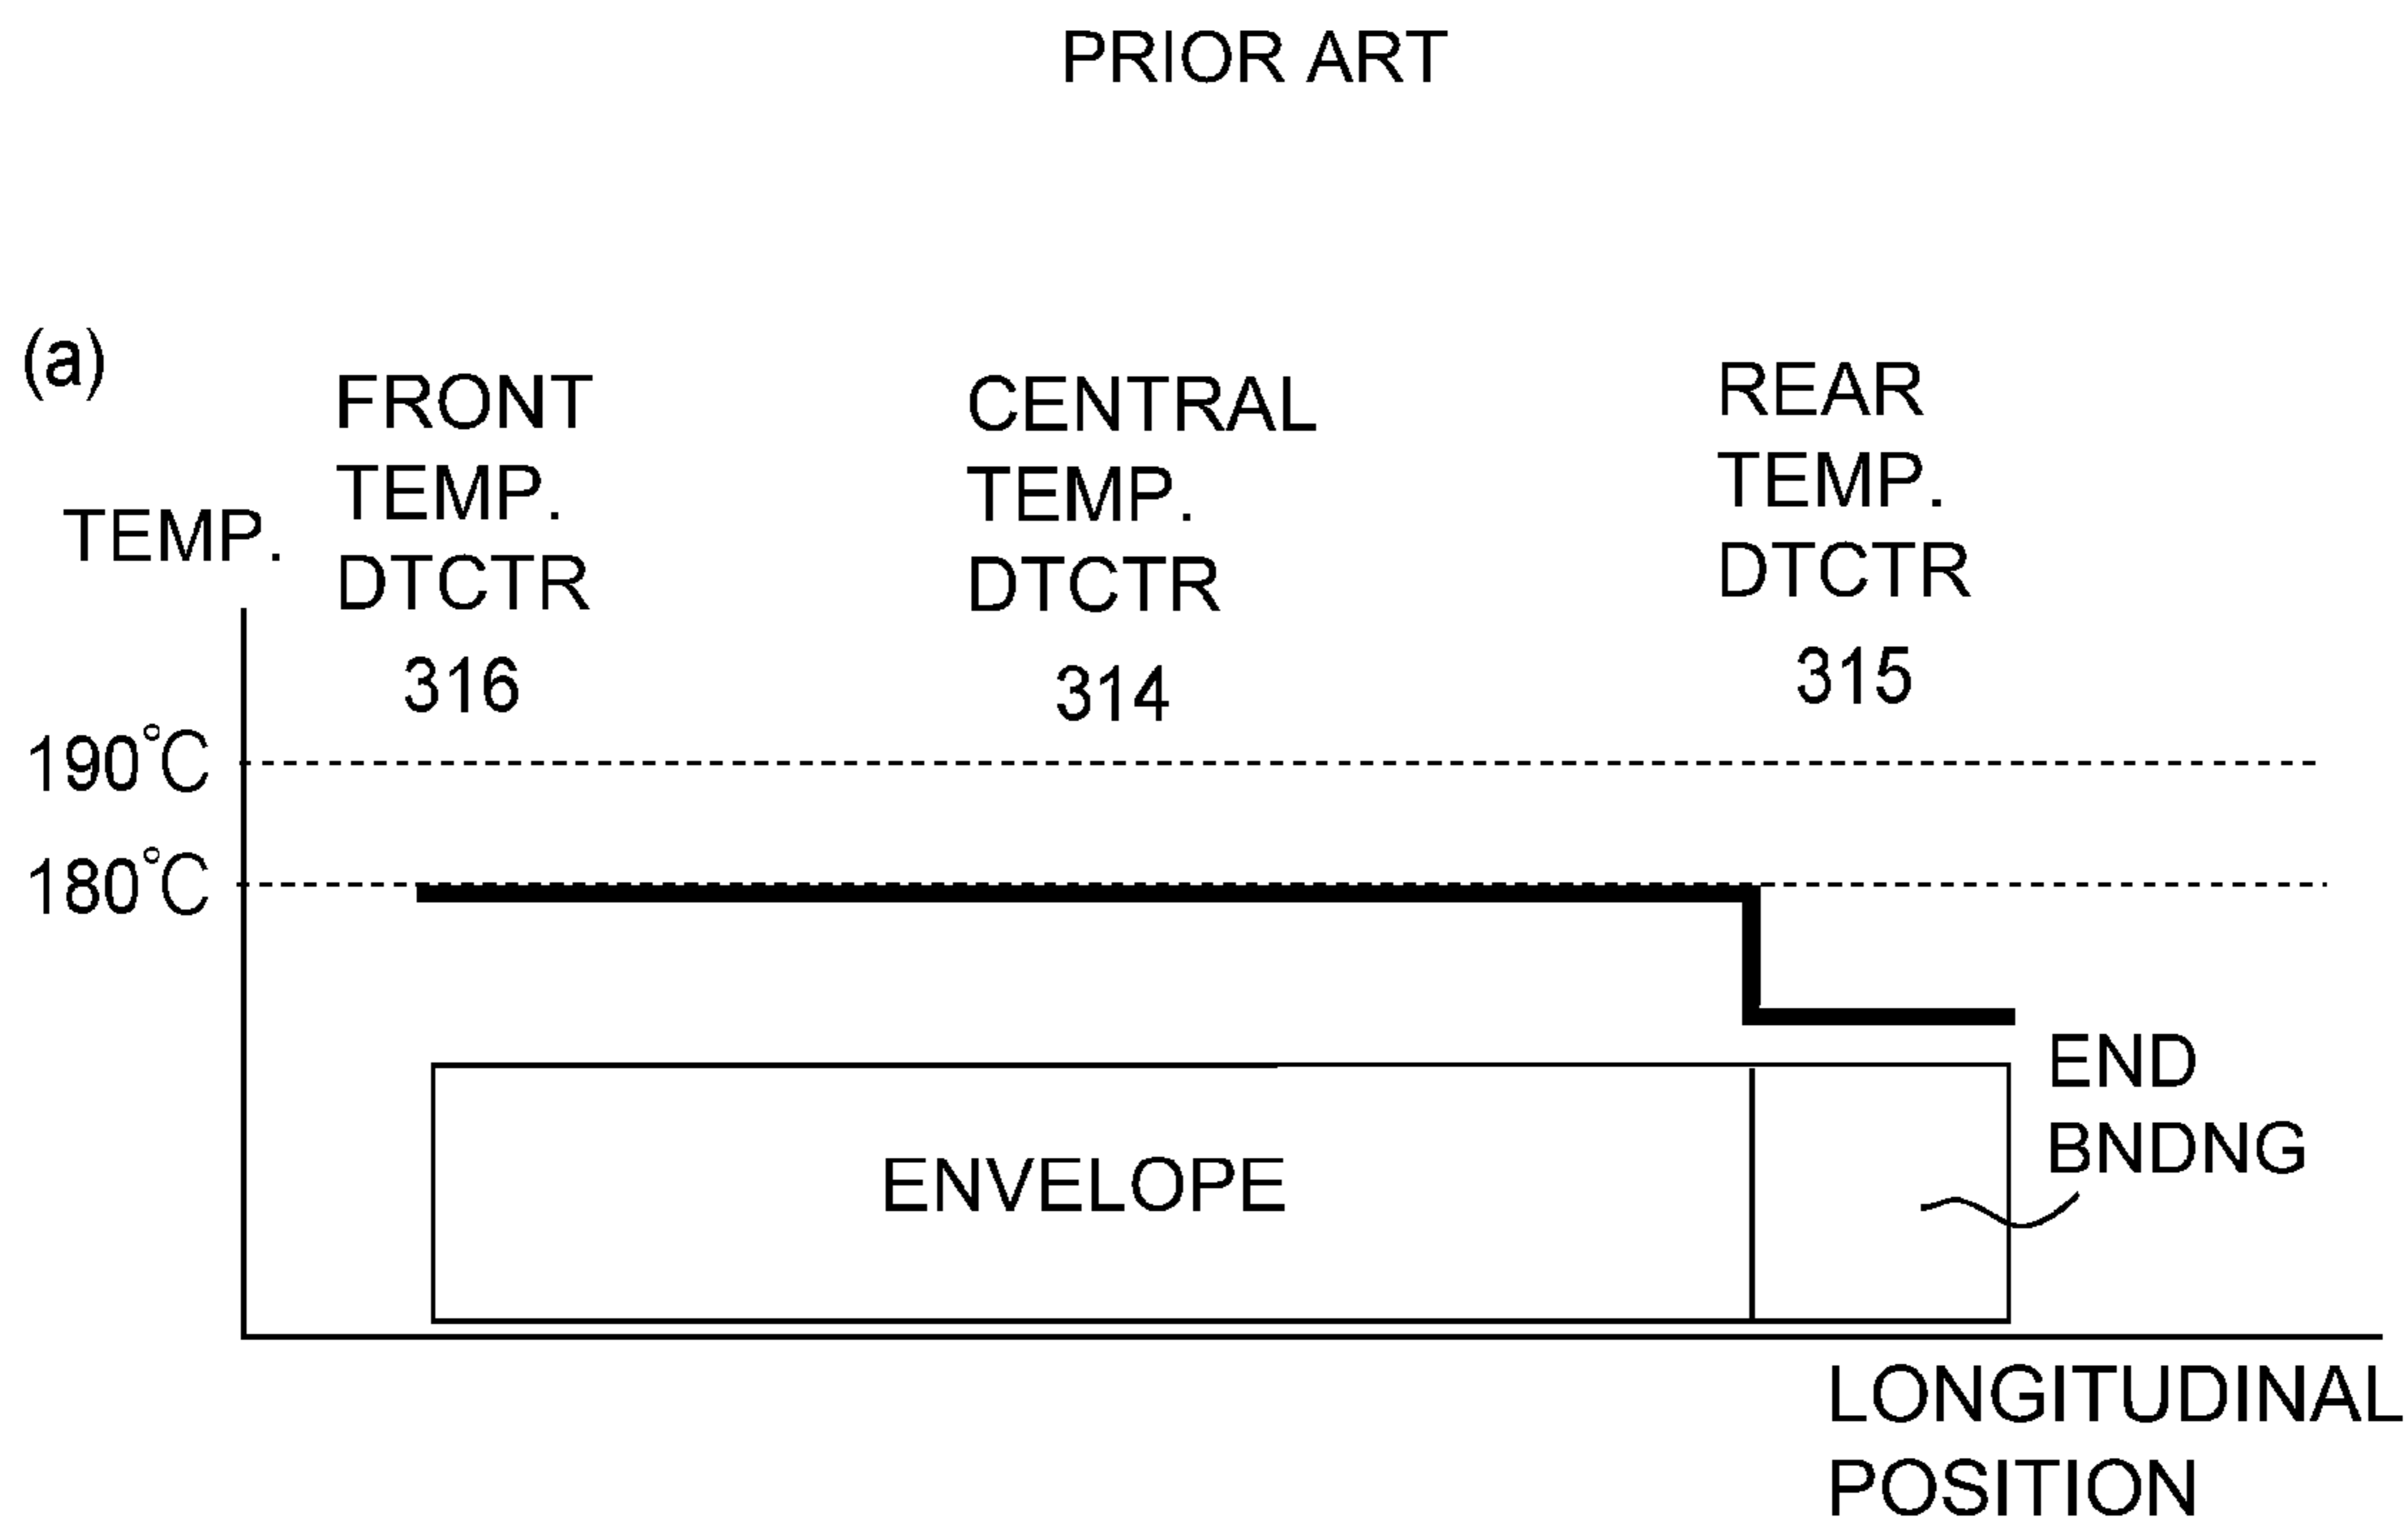 PRIOR ART
(a)
FRONT
TEMP.
DTCTR
316
CENTRAL
TEMP.
DTCTR
314
REAR
TEMP.
DTCTR
315
TEMP.
190°C
180°C
ENVELOPE
END
BNDNG
LONGITUDINAL
POSITION